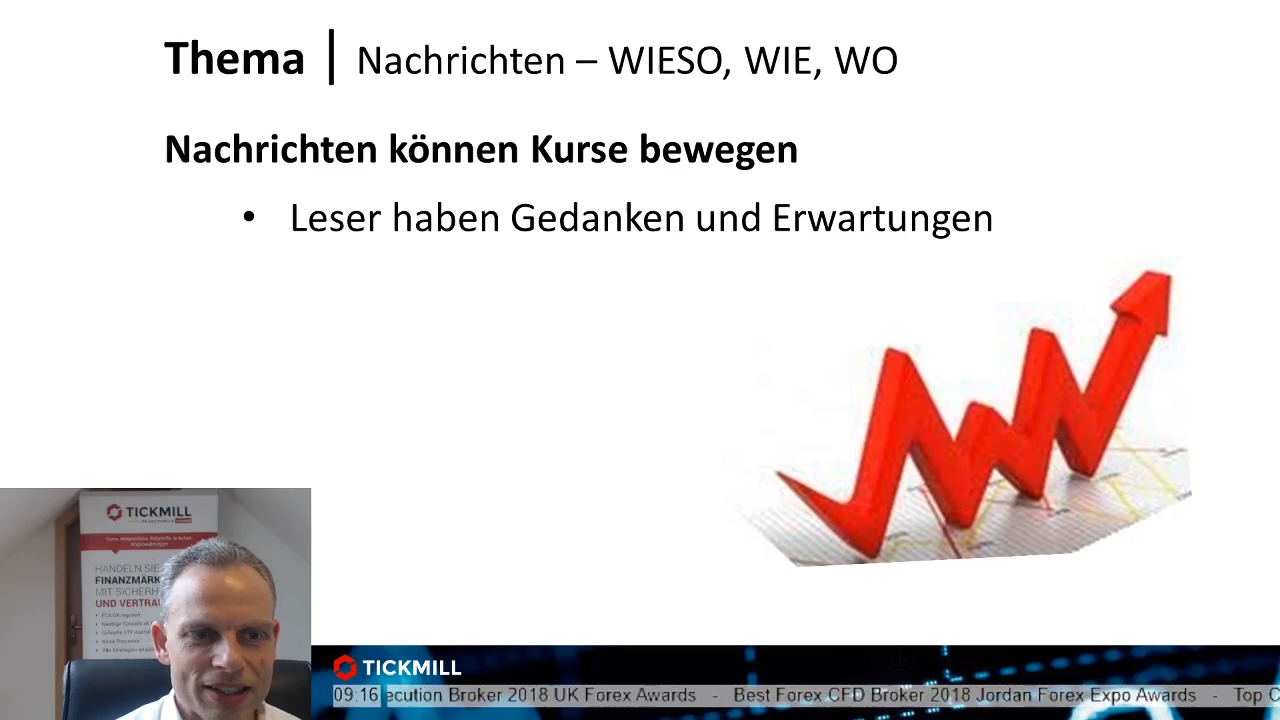 Thema | Nachrichten – WIESO, WIE, WO
Nachrichten können Kurse bewegen
• Leser haben Gedanken und Erwartungen
TICKMILL
HANDELN SIE
FINANZMÄRK
MIT SICHERH
UND VERTRAU
TICKMILL
09:16 ecution Broker 2018 UK Forex Awards - Best Forex CFD Broker 2018 Jordan Forex Expo Awards - Top C